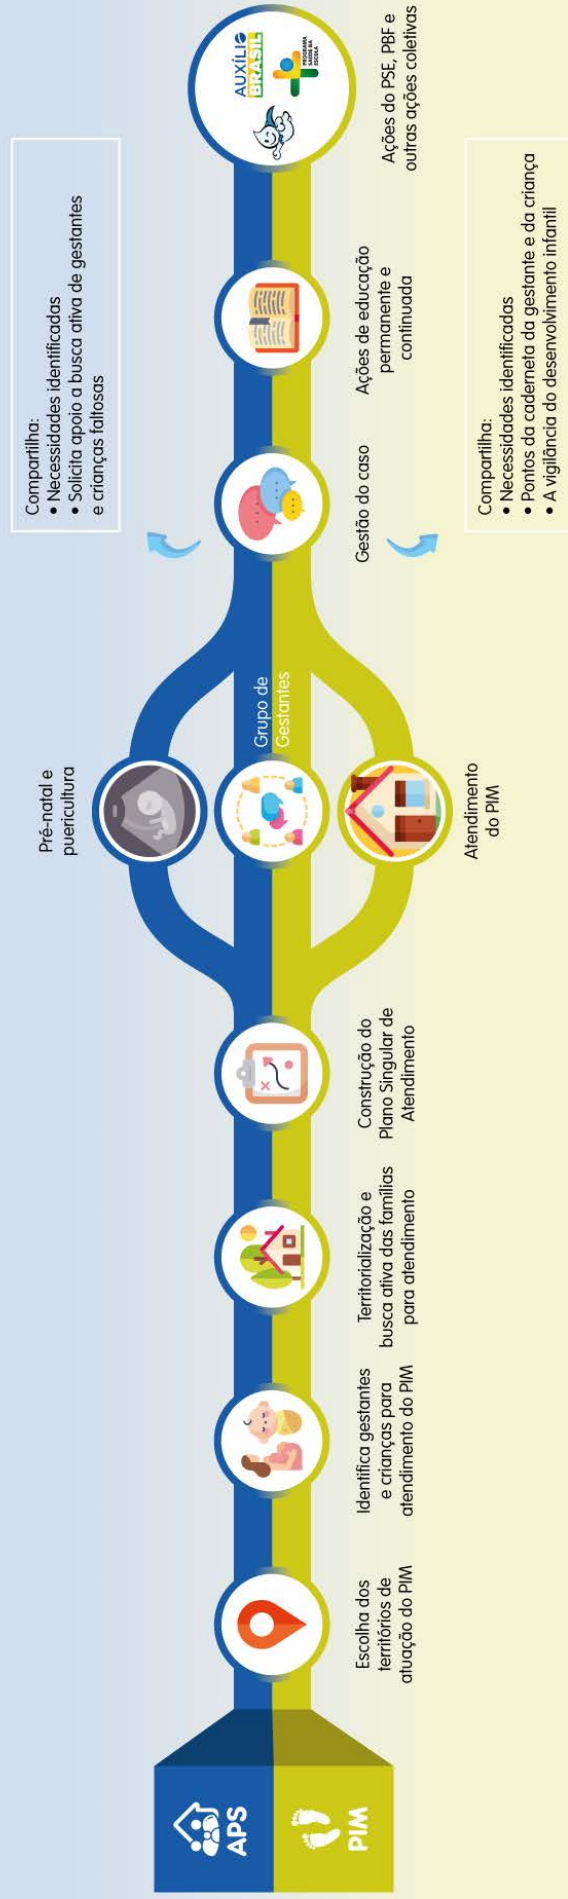 APS
PIM
Escolha dos
territórios de
atuação do PIM
Identifica gestantes
e crianças para
atendimento do PIM
Territorialização e
busca ativa das famílias
para atendimento
Construção do
Plano Singular de
Atendimento
Pré-natal e
puericultura
Grupo de
Gestantes
Atendimento
do PIM
Gestão do caso
Compartilha:
• Necessidades identificadas
• Solicita apoio a busca ativa de gestantes
e crianças faltosas
Compartilha:
• Necessidades identificadas
• Pontos da caderneta da gestante e da criança
• A vigilância do desenvolvimento infantil
Ações de educação
permanente e
continuada
AUXÍLIO
BRASIL
PROGRAMA
SAÚDE NA
ESCOLA
Ações do PSE, PBF e
outras ações coletivas